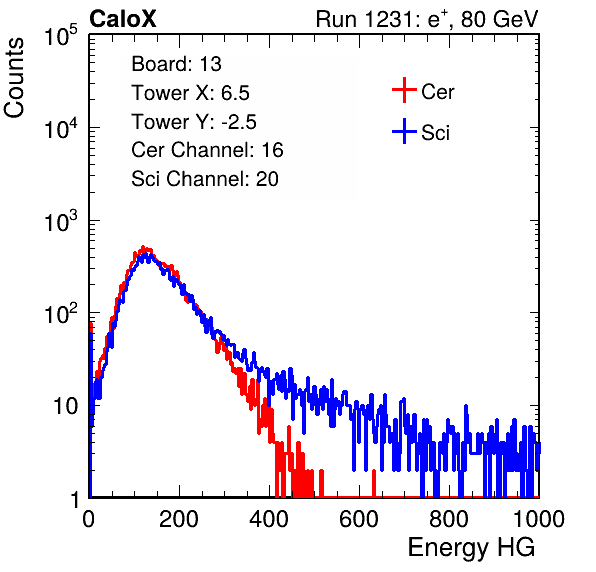 CaloX Run 1231: e⁺, 80 GeV
Counts
10⁵
10⁴
10³
10²
10
1
Board: 13
Tower X: 6.5
Tower Y: -2.5
Cer Channel: 16
Sci Channel: 20
Cer
Sci
0 200 400 600 800 1000
Energy HG